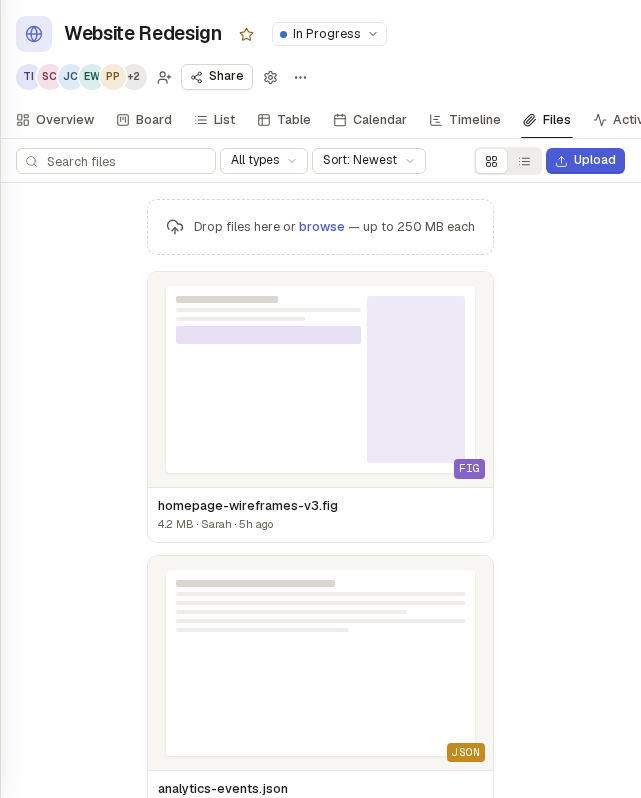 Website Redesign
In Progress
TI SC JC EW PP +2
Share
Overview Board List Table Calendar Timeline Files Activ
Search files
All types
Sort: Newest
Upload
Drop files here or browse — up to 250 MB each
FIG
homepage-wireframes-v3.fig
4.2 MB · Sarah · 5h ago
JSON
analytics-events.json